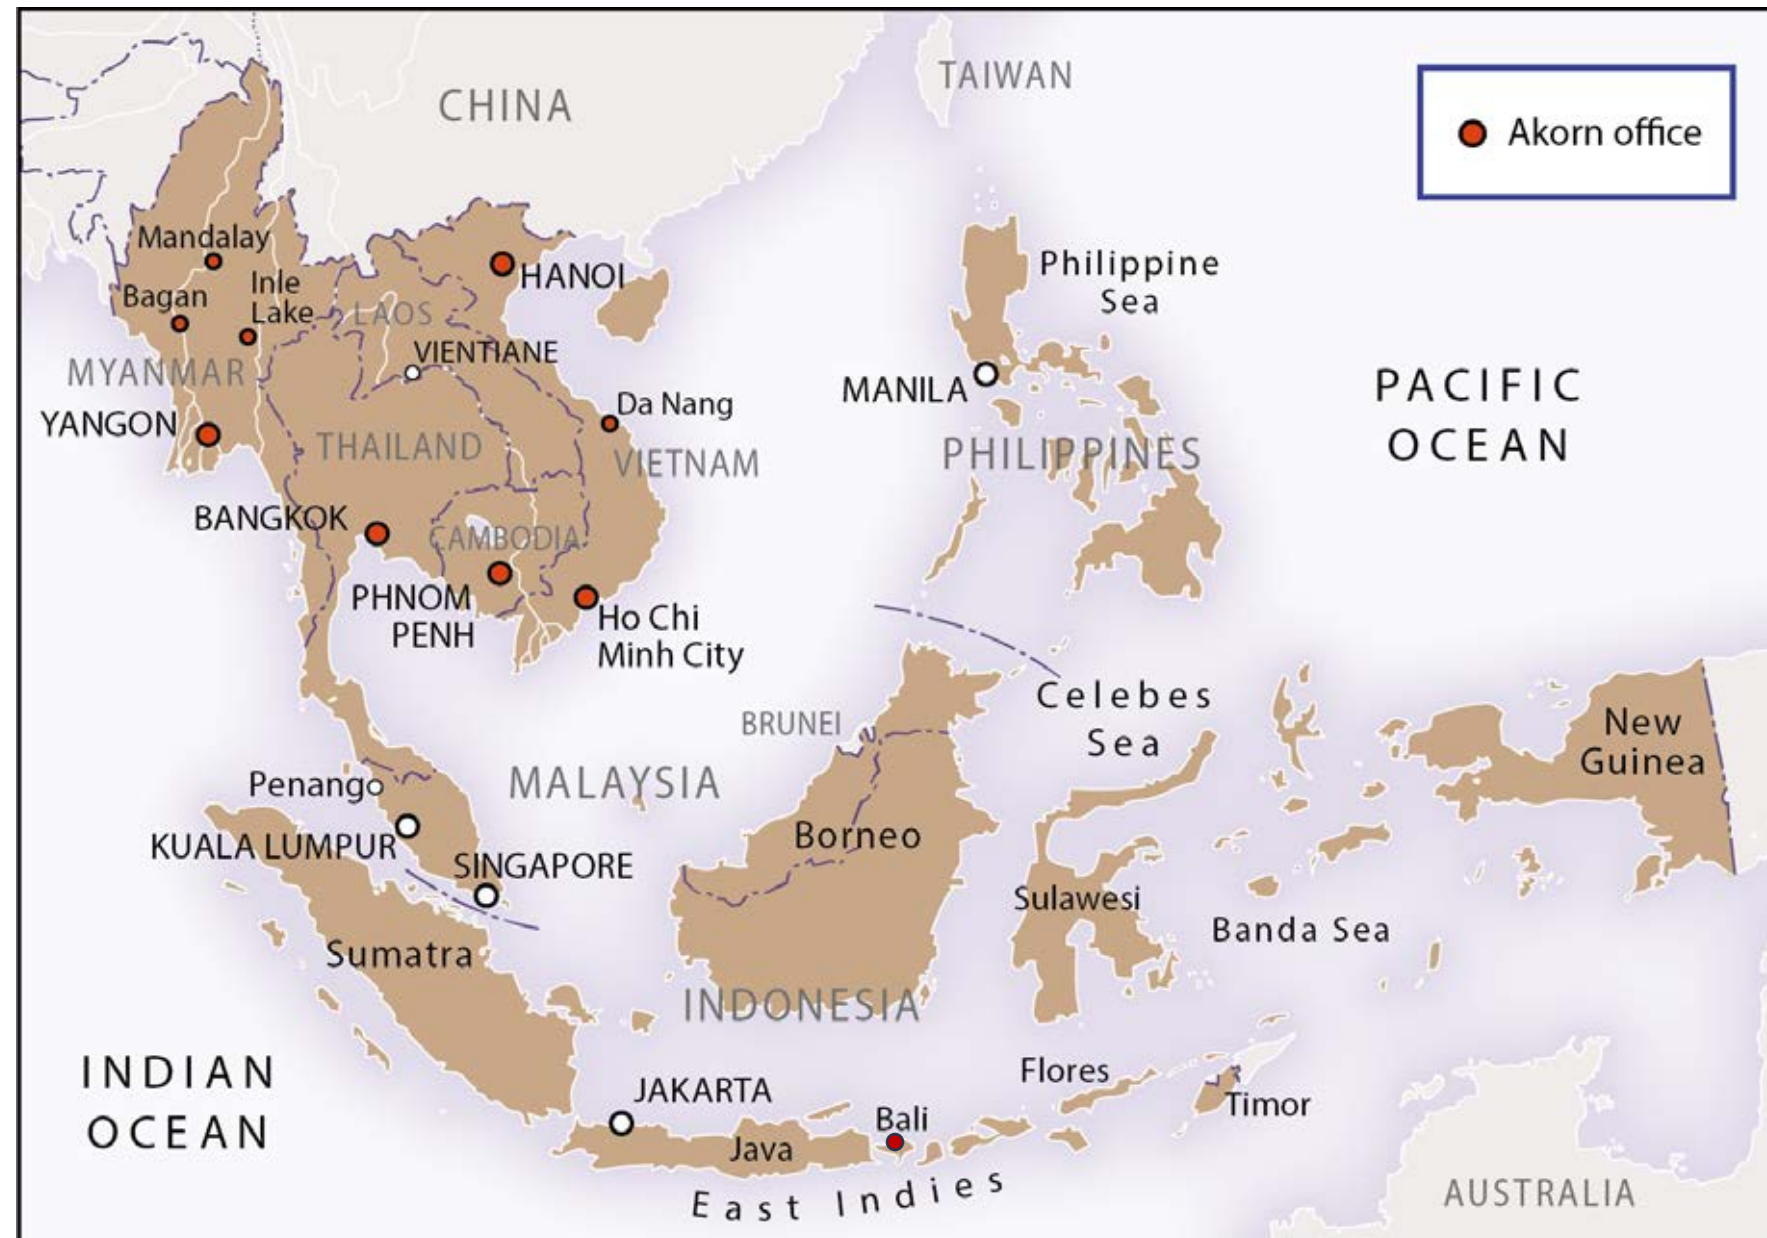 CHINA
TAIWAN
Akorn office
Mandalay
Bagan
Inle
Lake
HANOI
LAOS
VIENTIANE
MYANMAR
YANGON
THAILAND
Da Nang
VIETNAM
BANGKOK
CAMBODIA
PHNOM
PENH
Ho Chi
Minh City
Philippine
Sea
MANILA
PHILIPPINES
PACIFIC
OCEAN
Celebes
Sea
BRUNEI
MALAYSIA
Penango
KUALA LUMPUR
SINGAPORE
Borneo
New
Guinea
Sulawesi
Banda Sea
Sumatra
INDONESIA
INDIAN
OCEAN
JAKARTA
Java
Bali
Flores
Timor
East Indies
AUSTRALIA